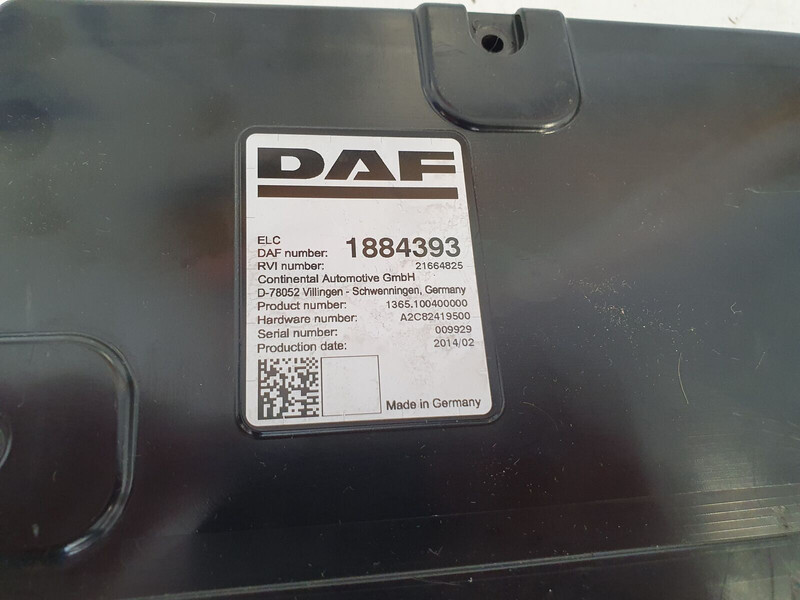 DAF
ELC
DAF number: 1884393
RVI number: 21664825
Continental Automotive GmbH
D-78052 Villingen - Schwenningen, Germany
Product number: 1365.100400000
Hardware number: A2C82419500
Serial number: 009929
Production date: 2014/02
Made in Germany